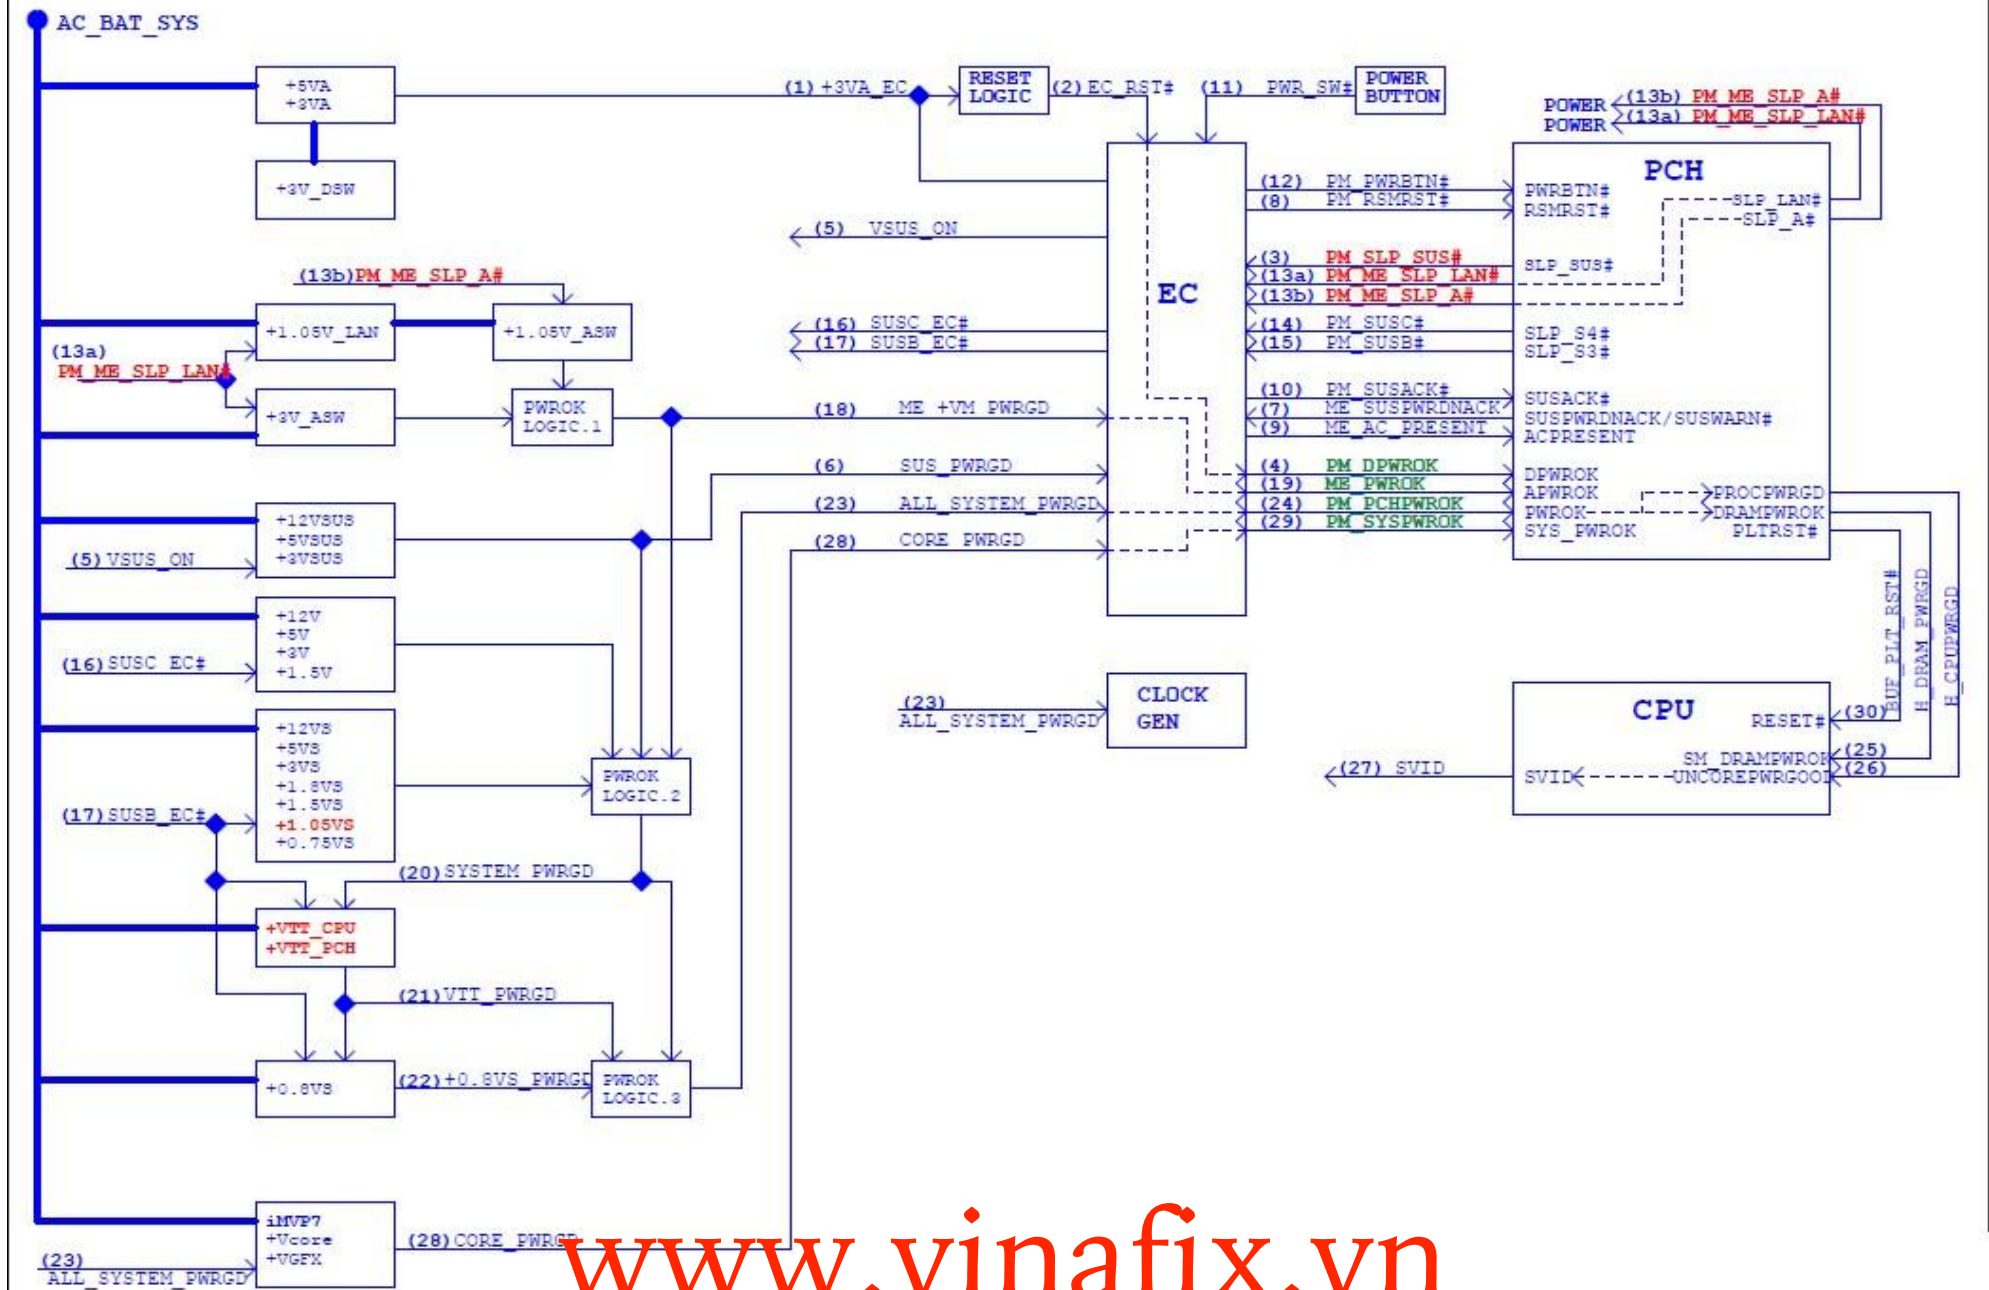 AC_BAT_SYS
+5VA
+3VA
(1) +3VA_EC
RESET
LOGIC
(2) EC_RST#
(11) PWR_SW#
POWER
BUTTON
POWER (13b) PM_ME_SLP_A#
POWER (13a) PM_ME_SLP_LAN#
+3V_DSW
(5) VSUS_ON
EC
(12) PM_PWRBTN#
(8) PM_RSMRST#
(3) PM_SLP_SUS#
(13a) PM_ME_SLP_LAN#
(13b) PM_ME_SLP_A#
(14) PM_SUSC#
(15) PM_SUSB#
(10) PM_SUSACK#
(7) ME_SUSPWRDNACK
(9) ME_AC_PRESENT
(4) PM_DPWROK
(19) ME_PWROK
(24) PM_PCHPWROK
(29) PM_SYSPWROK
PCH
PWRBTN#
RSMRST#
SLP_LAN#
SLP_A#
SLP_SUS#
SLP_S4#
SLP_S3#
SUSACK#
SUSPWRDNACK/SUSWARN#
ACPRESENT
DPWROK
APWROK
PWROK
SYS_PWROK
PROCPWRGD
DRAMPWROK
PLTRST#
(13b) PM_ME_SLP_A#
+1.05V_LAN
+1.05V_ASW
(13a)
PM_ME_SLP_LAN#
+3V_ASW
PWROK
LOGIC.1
(16) SUSC_EC#
(17) SUSB_EC#
(18) ME_+VM_PWRGD
(6) SUS_PWRGD
(23) ALL_SYSTEM_PWRGD
(28) CORE_PWRGD
+12VSUS
+5VSUS
+3VSUS
(5) VSUS_ON
+12V
+5V
+3V
+1.5V
(16) SUSC_EC#
+12VS
+5VS
+3VS
+1.8VS
+1.5VS
+1.05VS
+0.75VS
(17) SUSB_EC#
PWROK
LOGIC.2
(20) SYSTEM_PWRGD
+VTT_CPU
+VTT_PCH
(21) VTT_PWRGD
+0.8VS
(22) +0.8VS_PWRGD
PWROK
LOGIC.3
(23)
ALL_SYSTEM_PWRGD
CLOCK
GEN
BUF_PLT_RST#
H_DRAM_PWRGD
H_CPUPWRGD
CPU
RESET# (30)
SM_DRAMPWROK (25)
UNCOREPWRGOOD (26)
SVID
(27) SVID
iMVP7
+Vcore
+VGFX
(23)
ALL_SYSTEM_PWRGD
(28) CORE_PWRGD
www.vinafix.vn